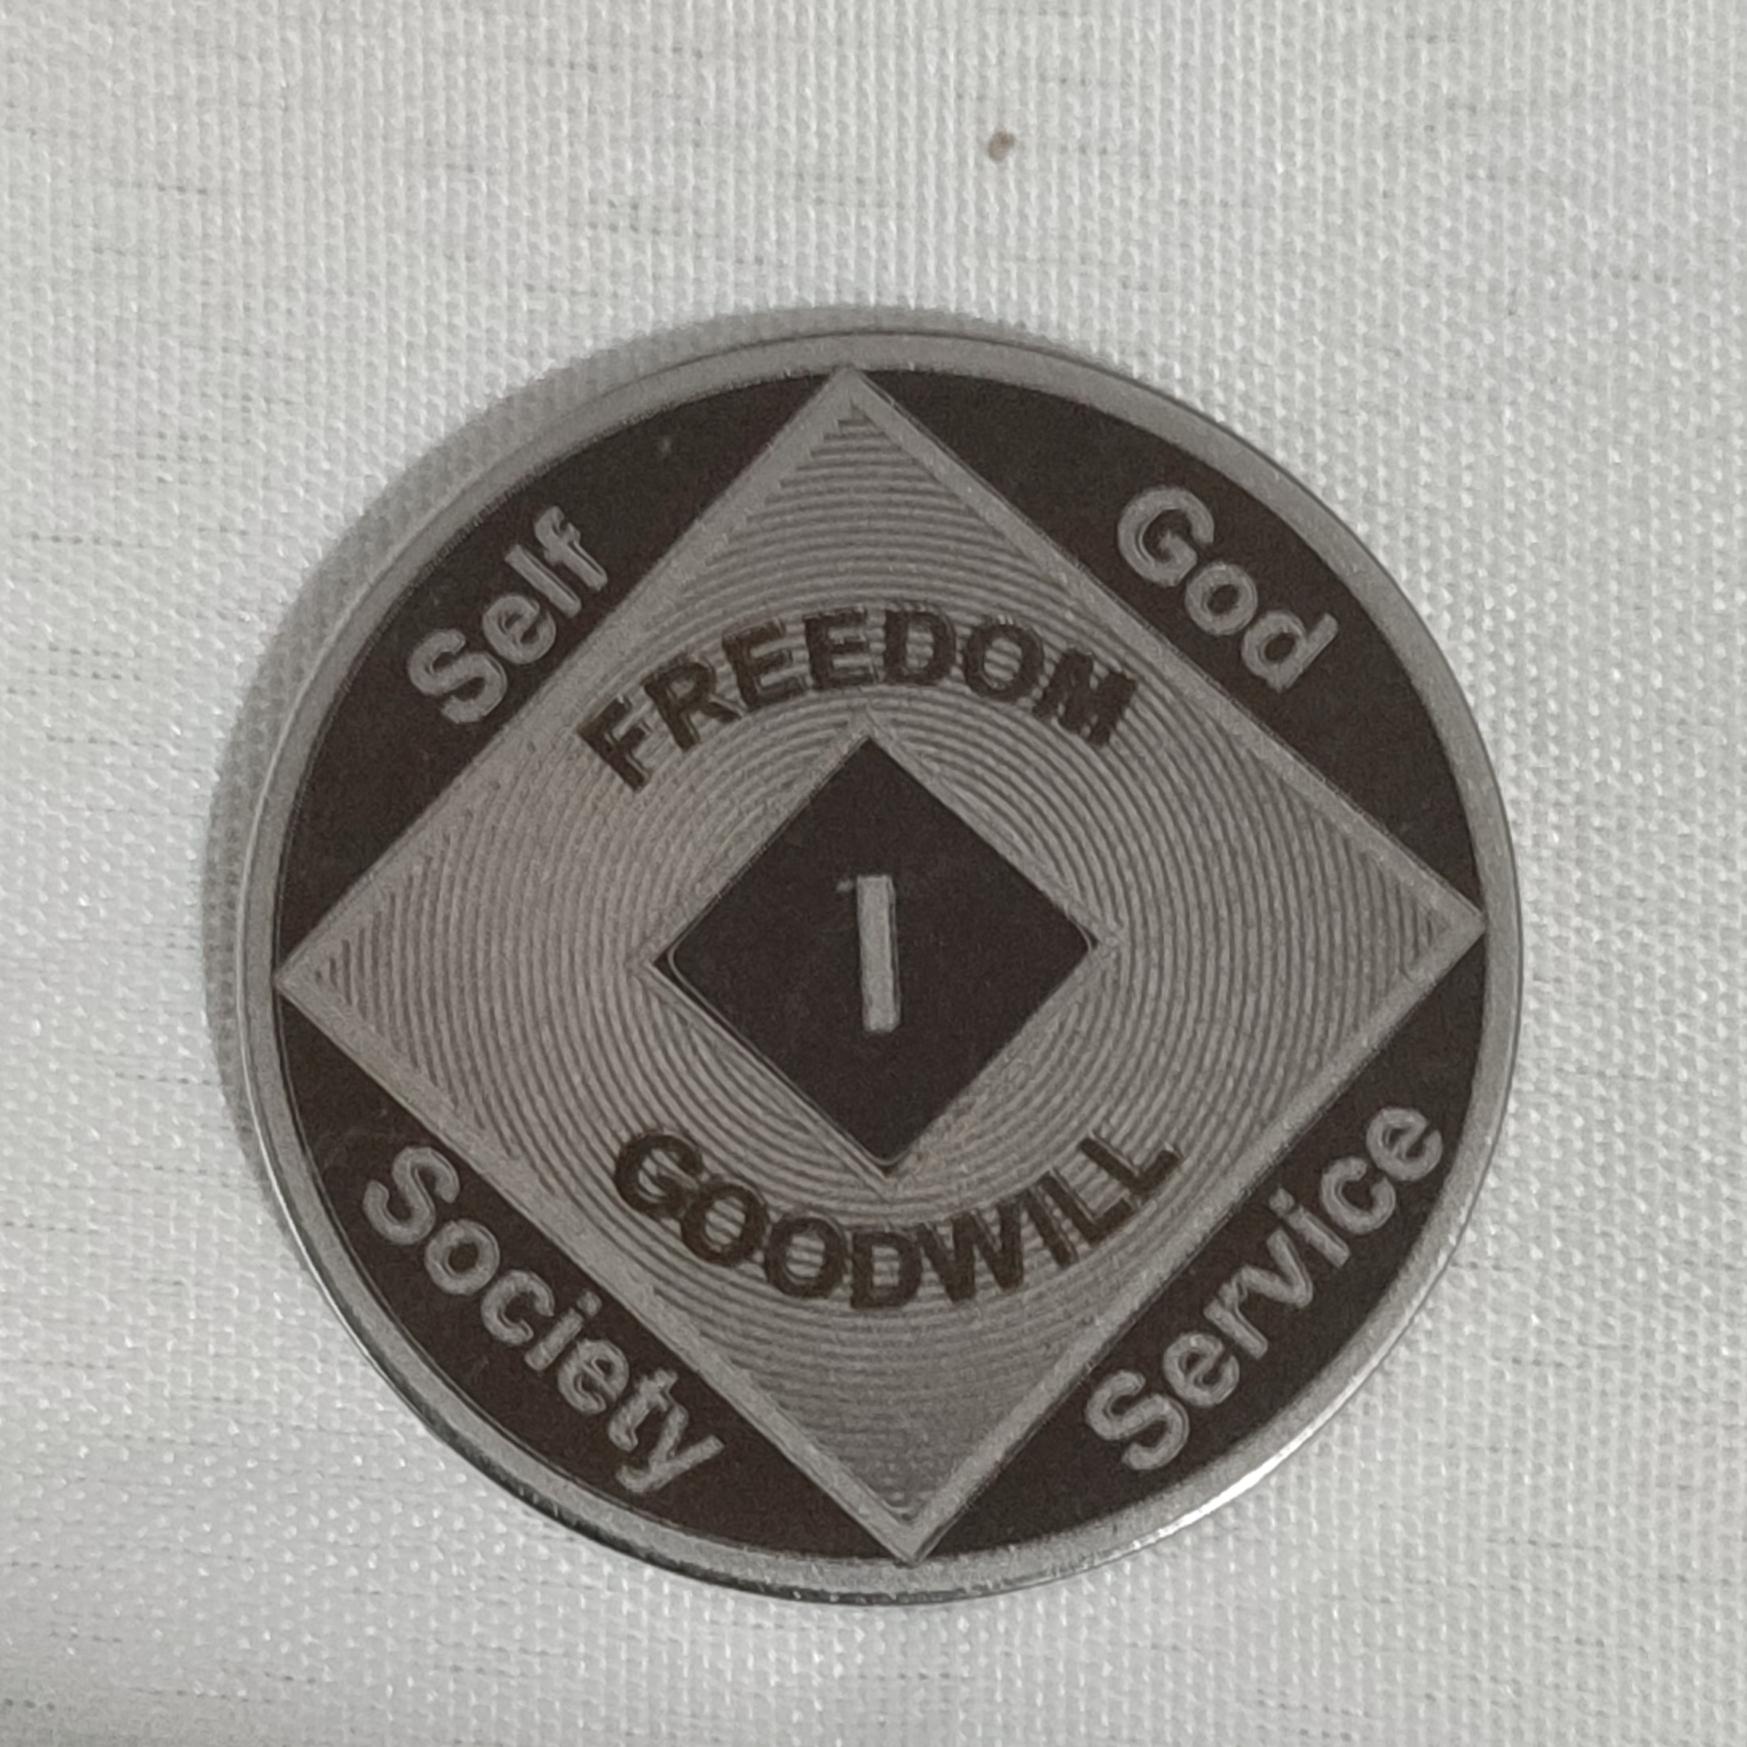 Self
God
FREEDOM
1
GOODWILL
Society
Service